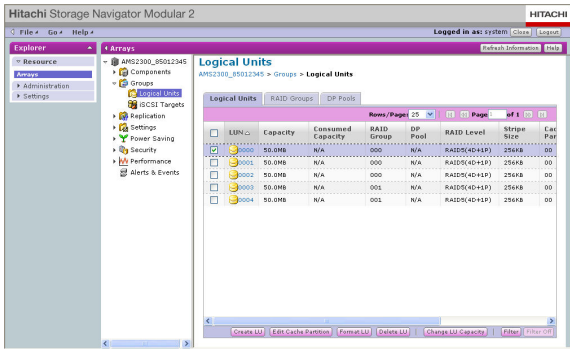 Hitachi Storage Navigator Modular 2
HITACHI
File Go Help
Logged in as: system Close Logout
Explorer
Arrays
Refresh Information Help
Resource
Arrays
Administration
Settings
AMS2300_85012345
Components
Groups
Logical Units
iSCSI Targets
Replication
Settings
Power Saving
Security
Performance
Alerts & Events
Logical Units
AMS2300_85012345 > Groups > Logical Units
Logical Units RAID Groups DP Pools
Rows/Page: 25 Page 1 of 1
LUN Capacity Consumed Capacity RAID Group DP Pool RAID Level Stripe Size Cac Par
0000 50.0MB N/A 000 N/A RAID5(4D+1P) 256KB 00
0001 50.0MB N/A 000 N/A RAID5(4D+1P) 256KB 00
0002 50.0MB N/A 000 N/A RAID5(4D+1P) 256KB 00
0003 50.0MB N/A 001 N/A RAID5(4D+1P) 256KB 00
0004 50.0MB N/A 001 N/A RAID5(4D+1P) 256KB 00
Create LU Edit Cache Partition Format LU Delete LU Change LU Capacity Filter Filter Off